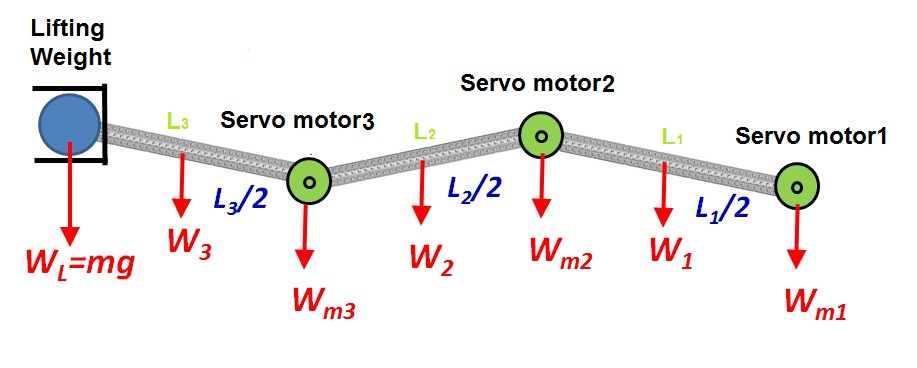 Lifting
Weight
Servo motor2
L₃
Servo motor3
L₂
L₁
Servo motor1
L₃/2
L₂/2
L₁/2
W₃
W₂
Wₘ₂
W₁
W_L=mg
Wₘ₃
Wₘ₁